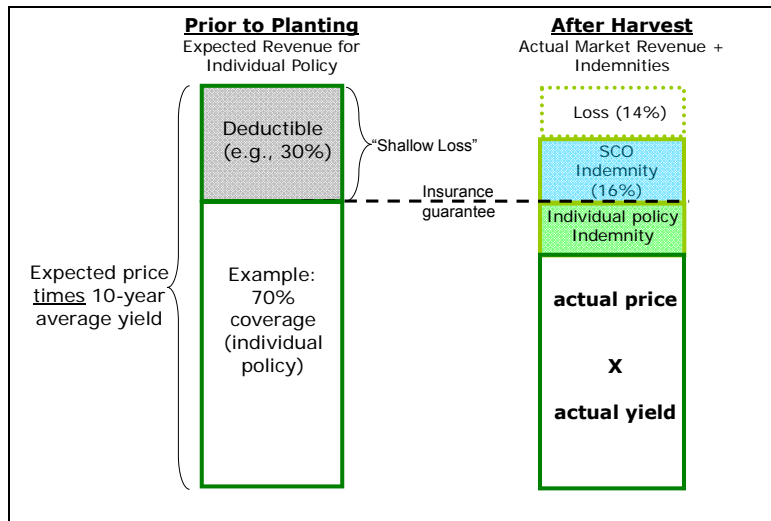 Prior to Planting
Expected Revenue for
Individual Policy
After Harvest
Actual Market Revenue +
Indemnities
Deductible
(e.g., 30%)
“Shallow Loss”
Loss (14%)
SCO
Indemnity
(16%)
Insurance
guarantee
Individual policy
Indemnity
Expected price
times 10-year
average yield
Example:
70%
coverage
(individual
policy)
actual price
X
actual yield